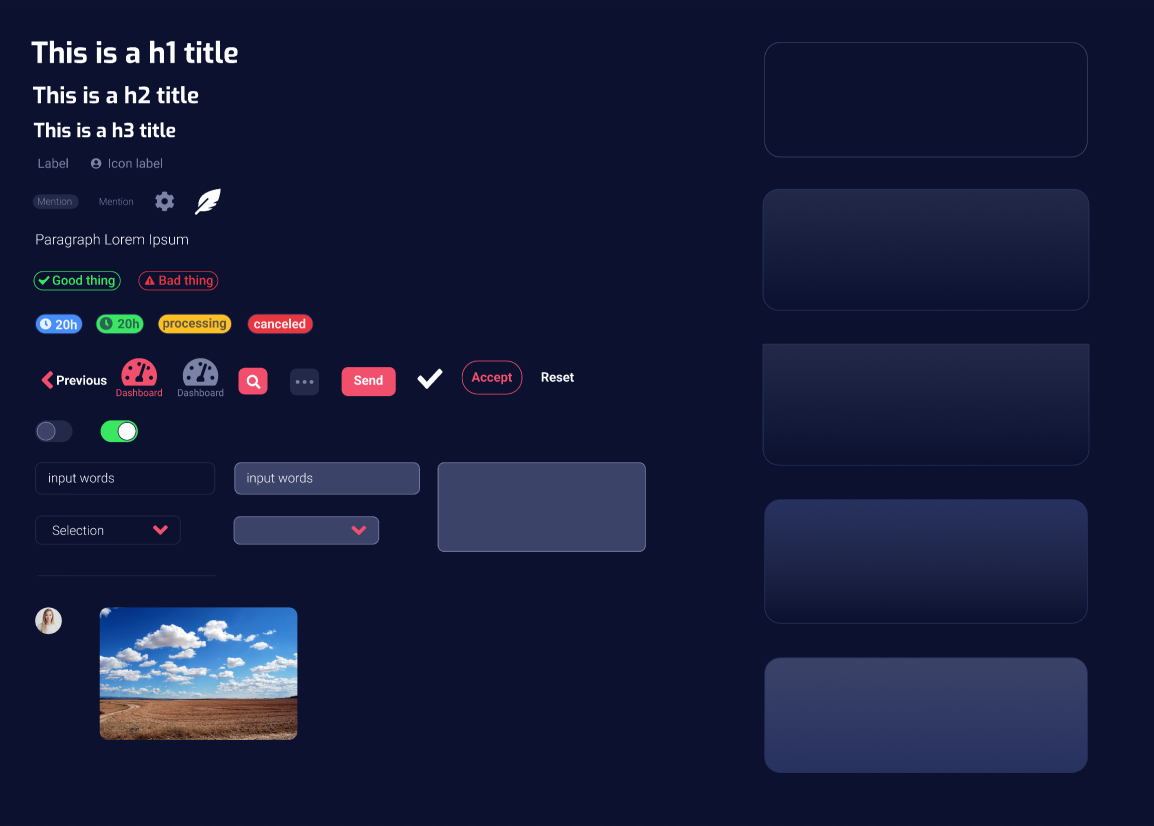 This is a h1 title
This is a h2 title
This is a h3 title
Label Icon label
Mention Mention
Paragraph Lorem Ipsum
Good thing Bad thing
20h 20h processing canceled
Previous Dashboard Dashboard Send Accept Reset
input words input words
Selection